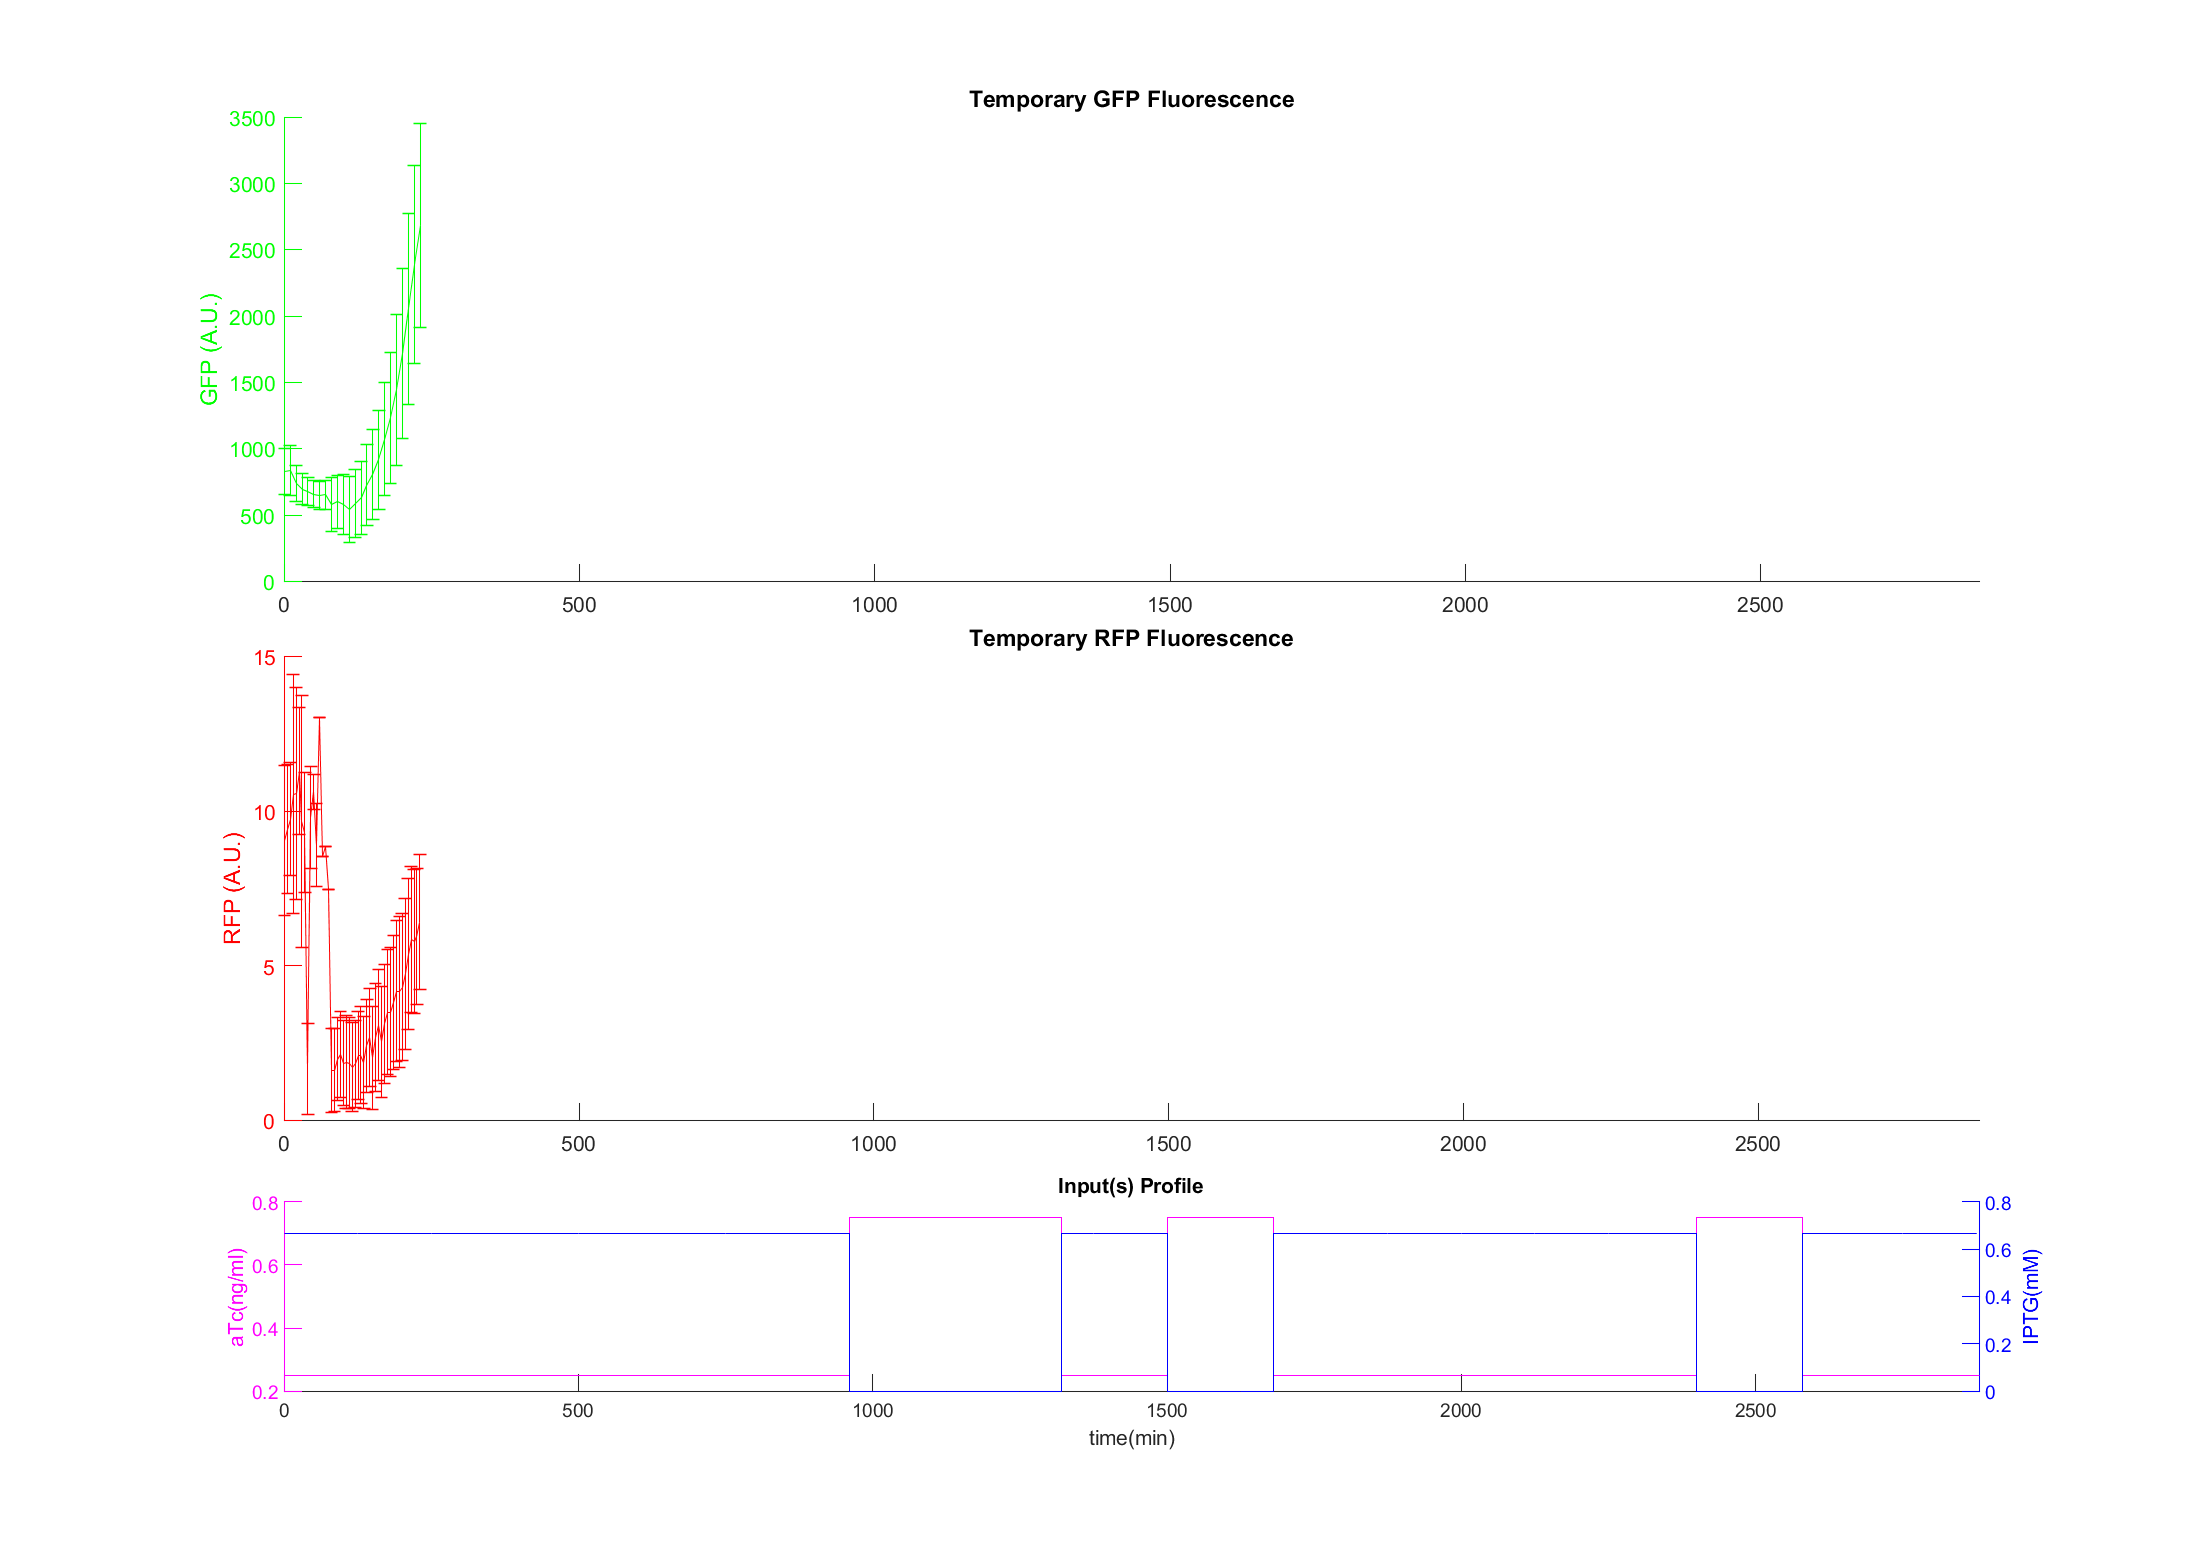 Temporary GFP Fluorescence
3500
3000
2500
2000
1500
1000
500
0
GFP (A.U.)
0 500 1000 1500 2000 2500
Temporary RFP Fluorescence
15
10
5
0
RFP (A.U.)
0 500 1000 1500 2000 2500
Input(s) Profile
0.8
0.6
0.4
0.2
aTc(ng/ml)
0.8
0.6
0.4
0.2
0
IPTG(mM)
0 500 1000 1500 2000 2500
time(min)